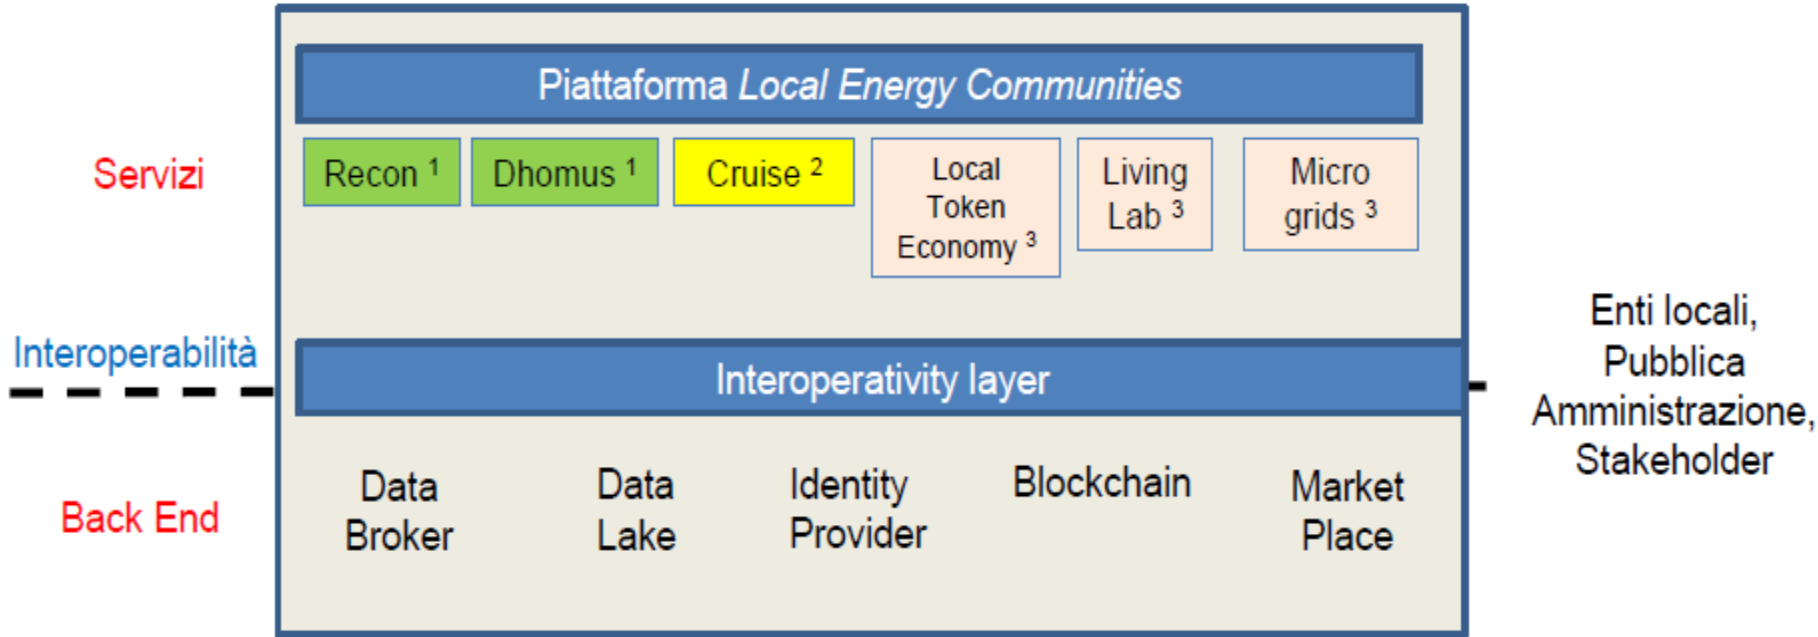 Piattaforma Local Energy Communities
Servizi
Recon 1
Dhomus 1
Cruise 2
Local
Token
Economy 3
Living
Lab 3
Micro
grids 3
Interoperabilità
Interoperativity layer
Enti locali,
Pubblica
Amministrazione,
Stakeholder
Back End
Data
Broker
Data
Lake
Identity
Provider
Blockchain
Market
Place